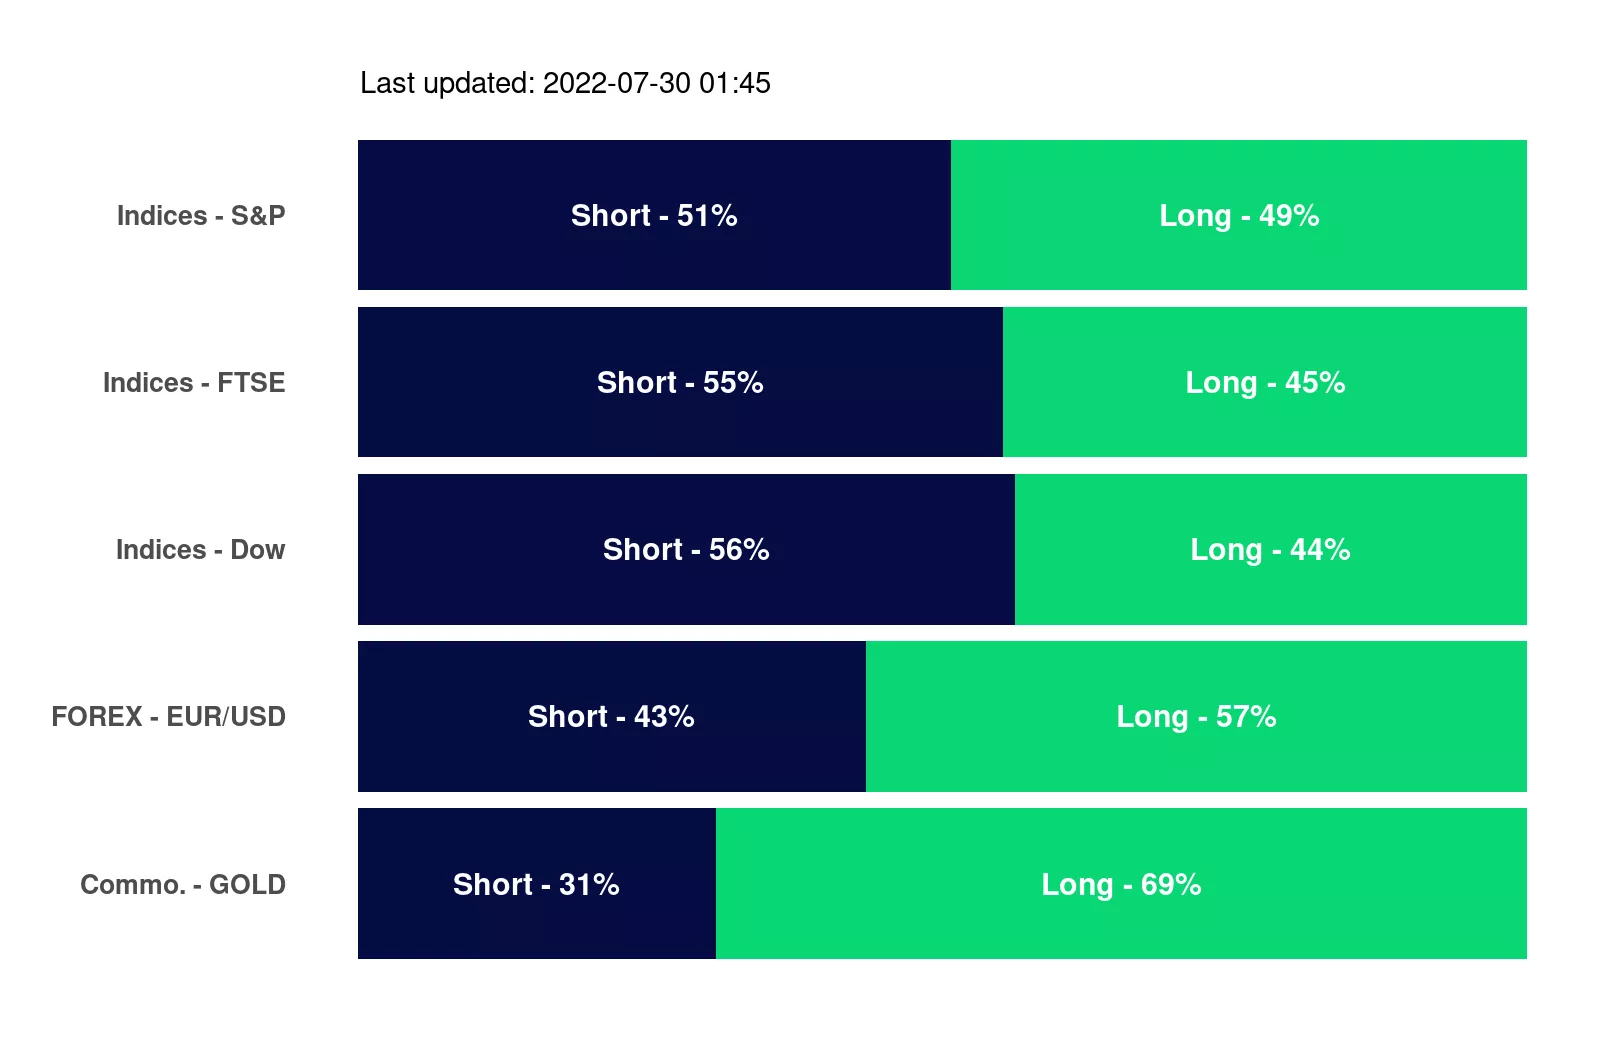 Last updated: 2022-07-30 01:45
Indices - S&P Short - 51% Long - 49%
Indices - FTSE Short - 55% Long - 45%
Indices - Dow Short - 56% Long - 44%
FOREX - EUR/USD Short - 43% Long - 57%
Commo. - GOLD Short - 31% Long - 69%